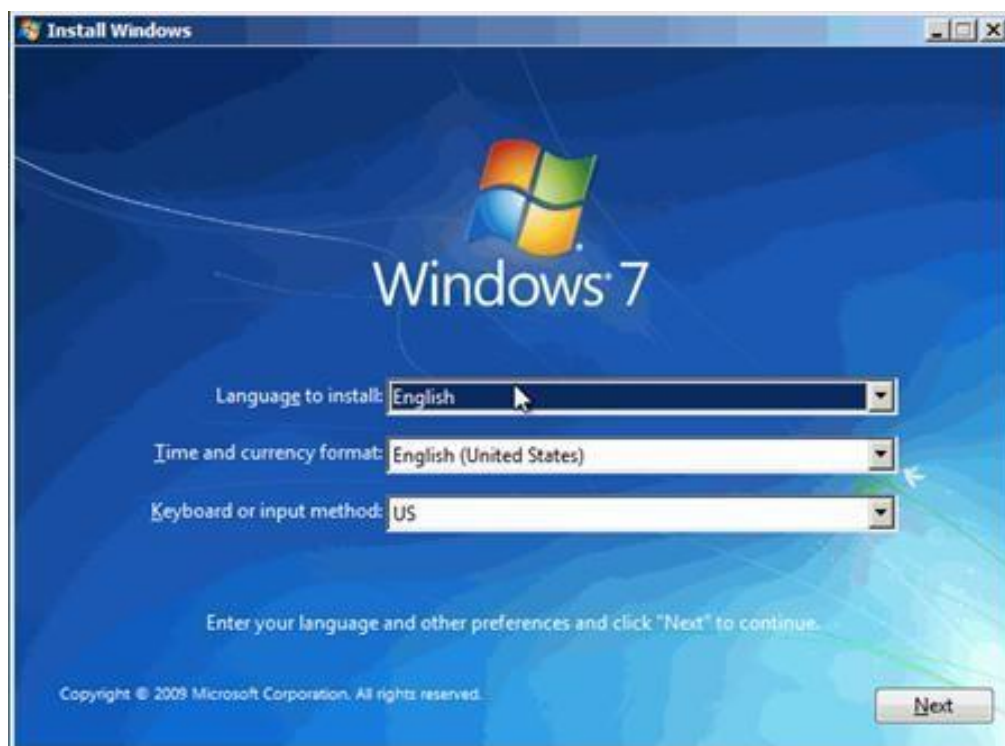 Install Windows
Windows 7
Language to install: English
Time and currency format: English (United States)
Keyboard or input method: US
Enter your language and other preferences and click "Next" to continue.
Copyright © 2009 Microsoft Corporation. All rights reserved.
Next